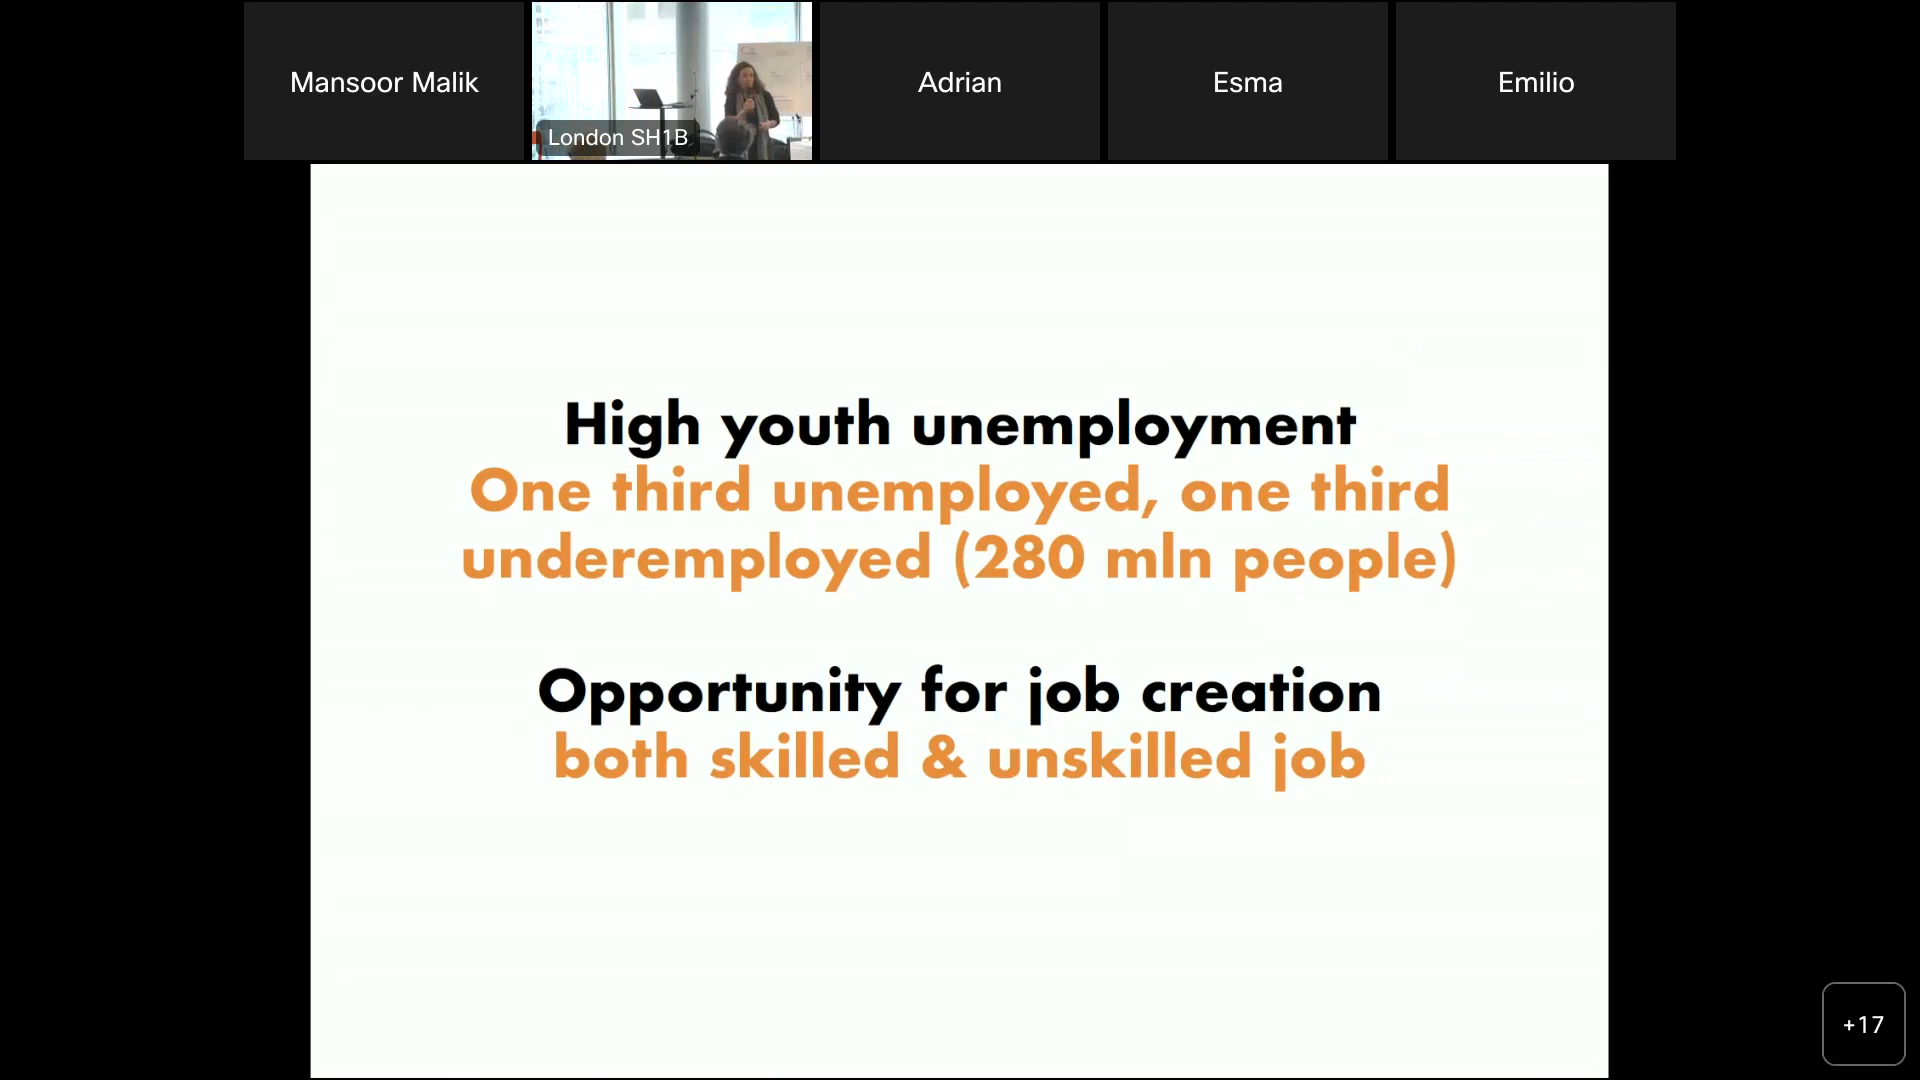 Mansoor Malik
London SH1B
Adrian
Esma
Emilio
High youth unemployment
One third unemployed, one third
underemployed (280 mln people)
Opportunity for job creation
both skilled & unskilled job
+17